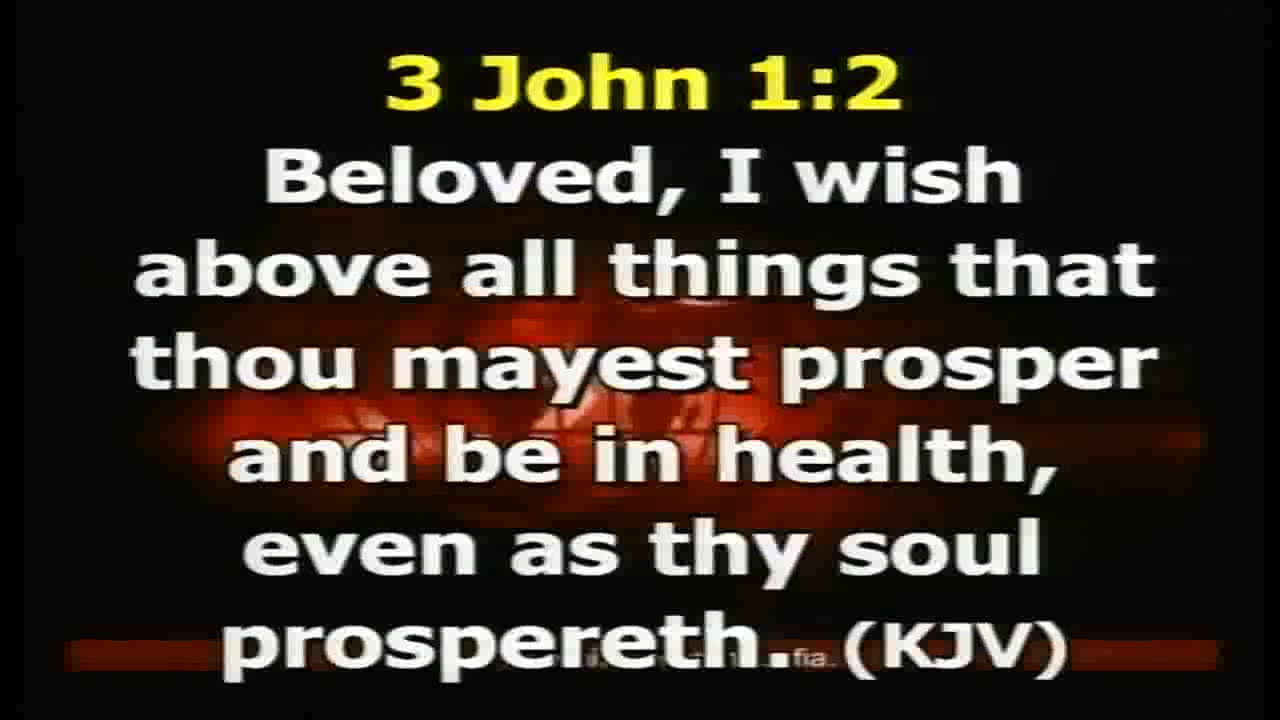 3 John 1:2
Beloved, I wish
above all things that
thou mayest prosper
and be in health,
even as thy soul
prospereth. (KJV)